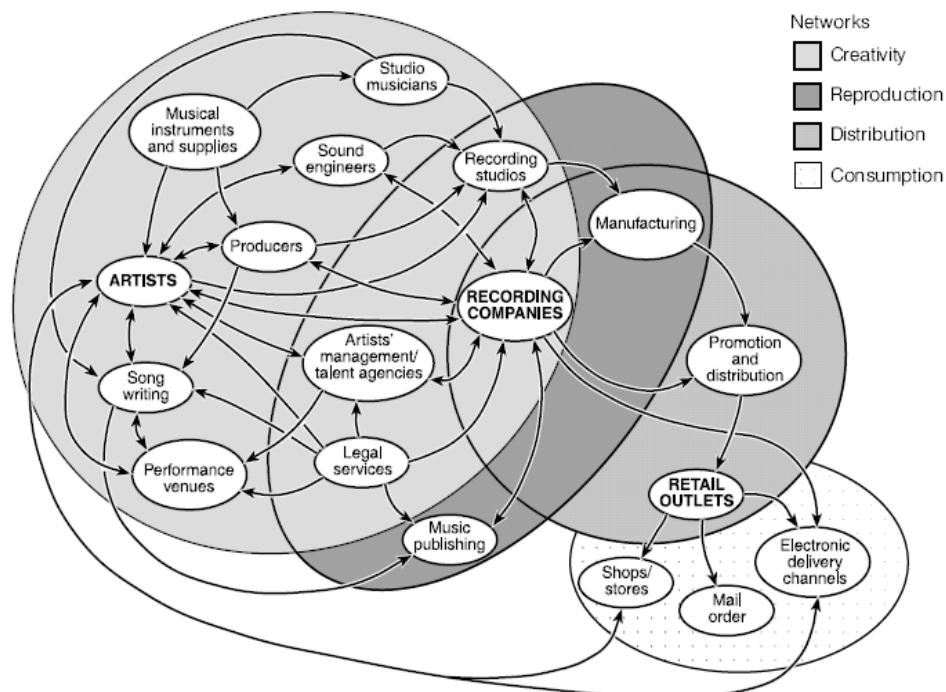 Networks
Creativity
Reproduction
Distribution
Consumption
Studio
musicians
Musical
instruments
and supplies
Sound
engineers
Recording
studios
Manufacturing
Producers
ARTISTS
RECORDING
COMPANIES
Artists'
management/
talent agencies
Promotion
and
distribution
Song
writing
Legal
services
Performance
venues
RETAIL
OUTLETS
Music
publishing
Electronic
delivery
channels
Shops/
stores
Mail
order